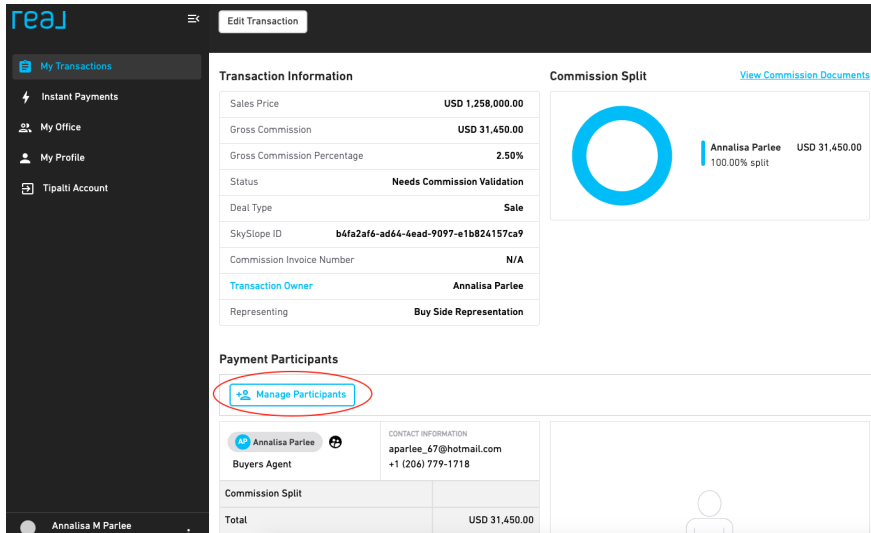 real
Edit Transaction
My Transactions
Instant Payments
My Office
My Profile
Tipalti Account
Annalisa M Parlee
Transaction Information
Sales Price USD 1,258,000.00
Gross Commission USD 31,450.00
Gross Commission Percentage 2.50%
Status Needs Commission Validation
Deal Type Sale
SkySlope ID b4fa2af6-ad64-4ead-9097-e1b824157ca9
Commission Invoice Number N/A
Transaction Owner Annalisa Parlee
Representing Buy Side Representation
Commission Split View Commission Documents
Annalisa Parlee USD 31,450.00
100.00% split
Payment Participants
Manage Participants
AP Annalisa Parlee
Buyers Agent
CONTACT INFORMATION
aparlee_67@hotmail.com
+1 (206) 779-1718
Commission Split
Total USD 31,450.00